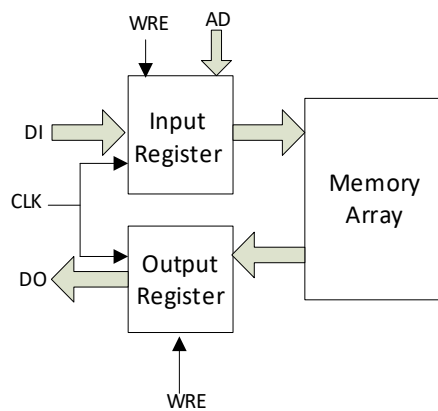 WRE
AD
DI
Input
Register
CLK
Memory
Array
DO
Output
Register
WRE